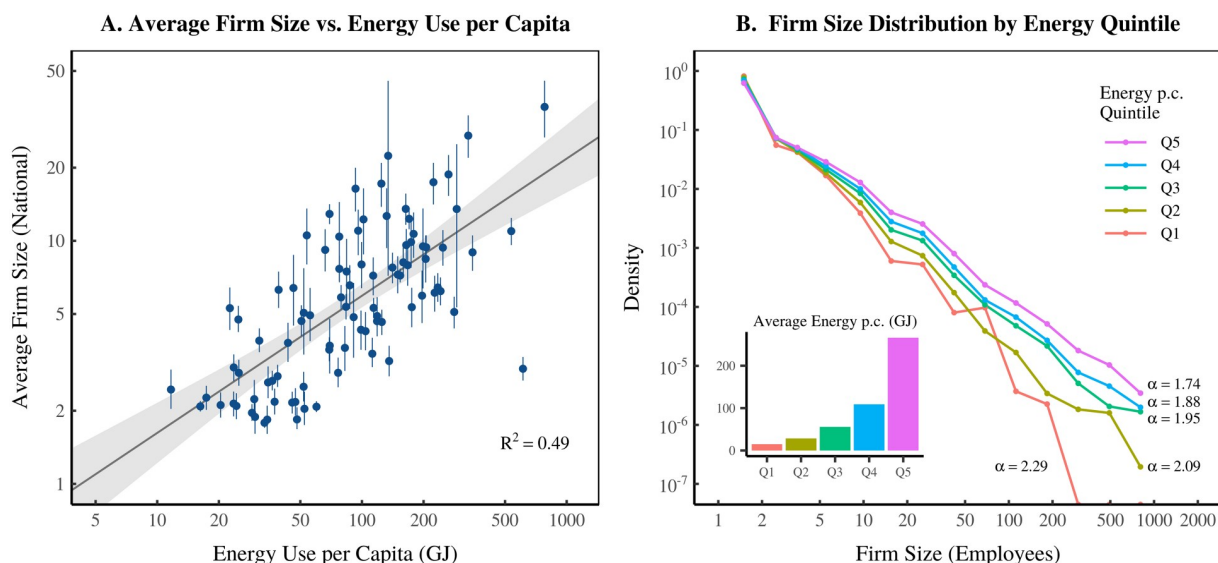 A. Average Firm Size vs. Energy Use per Capita
Average Firm Size (National)
50
20
10
5
2
1
R² = 0.49
5 10 20 50 100 200 500 1000
Energy Use per Capita (GJ)
B. Firm Size Distribution by Energy Quintile
Density
10⁰
10⁻¹
10⁻²
10⁻³
10⁻⁴
10⁻⁵
10⁻⁶
10⁻⁷
Energy p.c.
Quintile
Q5
Q4
Q3
Q2
Q1
Average Energy p.c. (GJ)
200
100
0
Q1 Q2 Q3 Q4 Q5
α = 1.74
α = 1.88
α = 1.95
α = 2.29
α = 2.09
1 2 5 10 20 50 100 200 500 1000 2000
Firm Size (Employees)